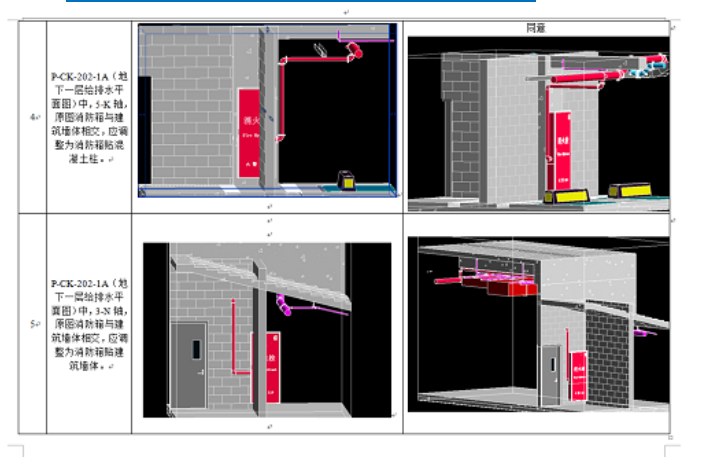 同意
4
P-CK-202-1A（地
下一层给排水平
面图）中，5-K 轴，
原图消防箱与建
筑墙体相交，应调
整为消防箱贴混
凝土柱。
5
P-CK-202-1A（地
下一层给排水平
面图）中，3-N 轴，
原图消防箱与建
筑墙体相交，应调
整为消防箱贴建
筑墙体。